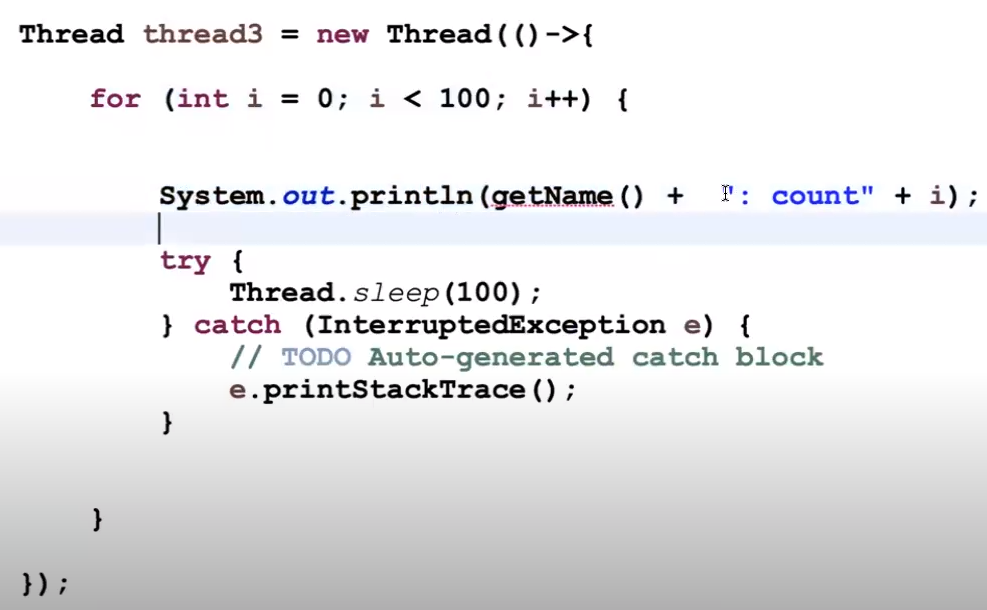 Thread thread3 = new Thread(()->{
for (int i = 0; i < 100; i++) {
System.out.println(getName() + ": count" + i);
try {
Thread.sleep(100);
} catch (InterruptedException e) {
// TODO Auto-generated catch block
e.printStackTrace();
}
}
});